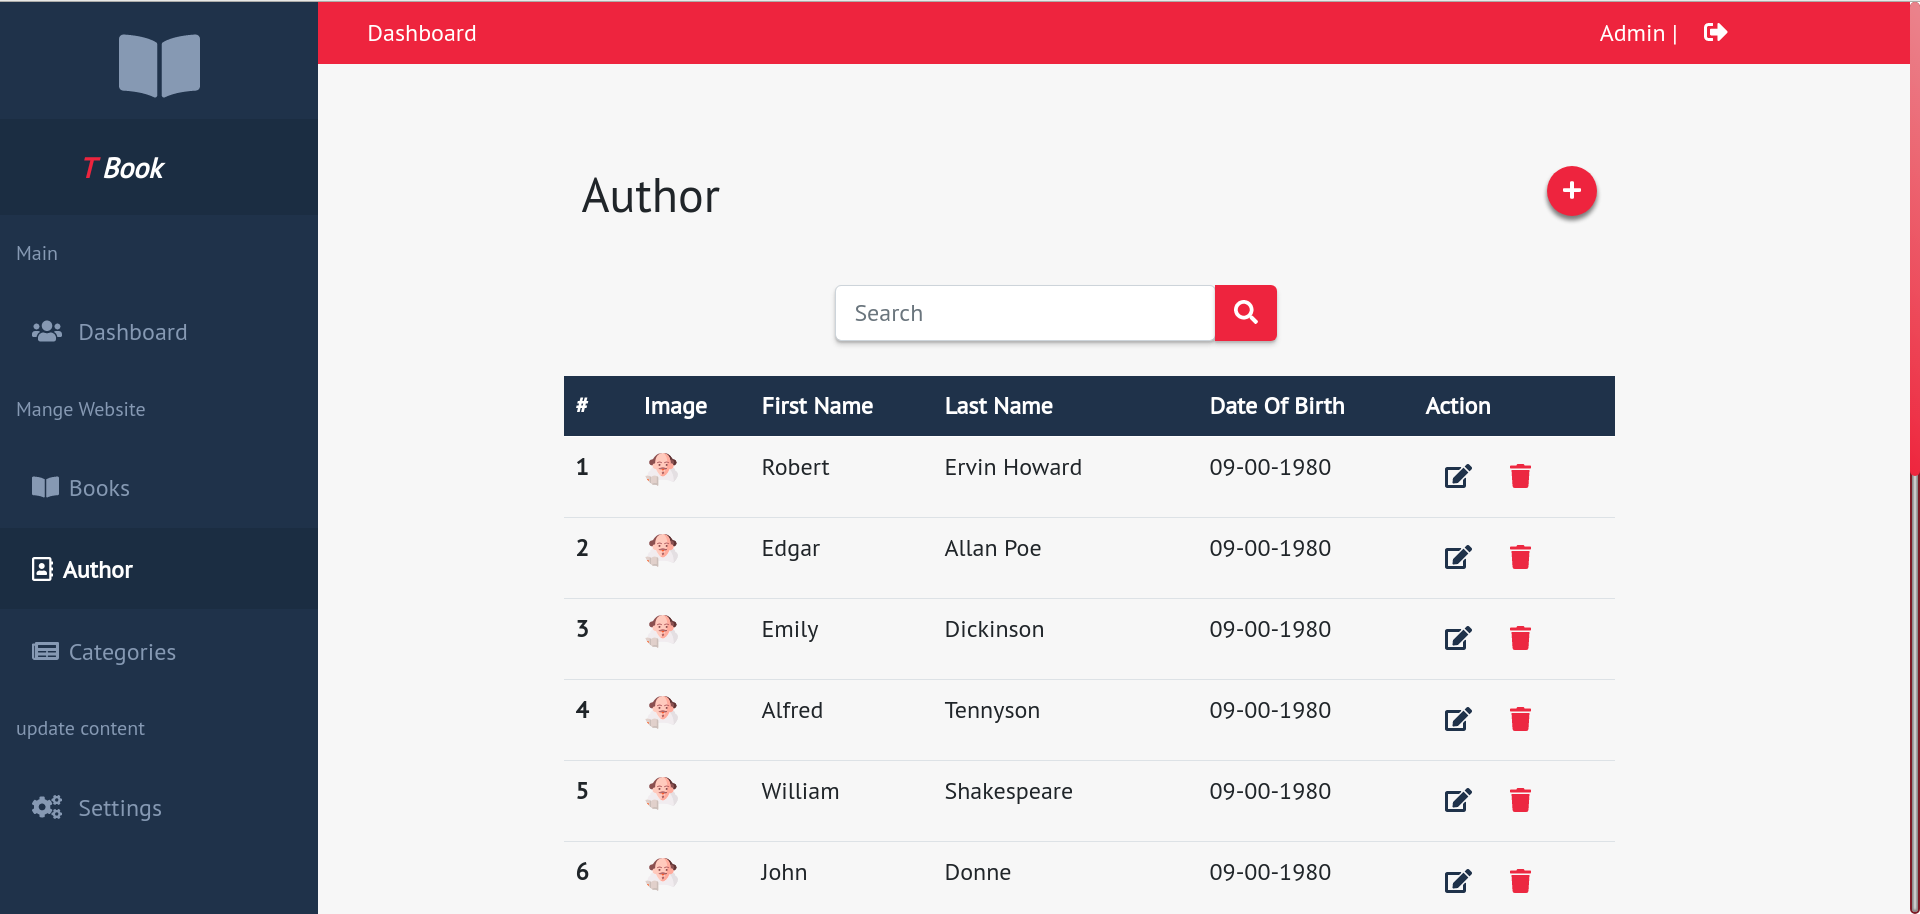 Dashboard
Admin |
T Book
Main
Dashboard
Mange Website
Books
Author
Categories
update content
Settings
Author
Search
# Image First Name Last Name Date Of Birth Action
1 Robert Ervin Howard 09-00-1980
2 Edgar Allan Poe 09-00-1980
3 Emily Dickinson 09-00-1980
4 Alfred Tennyson 09-00-1980
5 William Shakespeare 09-00-1980
6 John Donne 09-00-1980